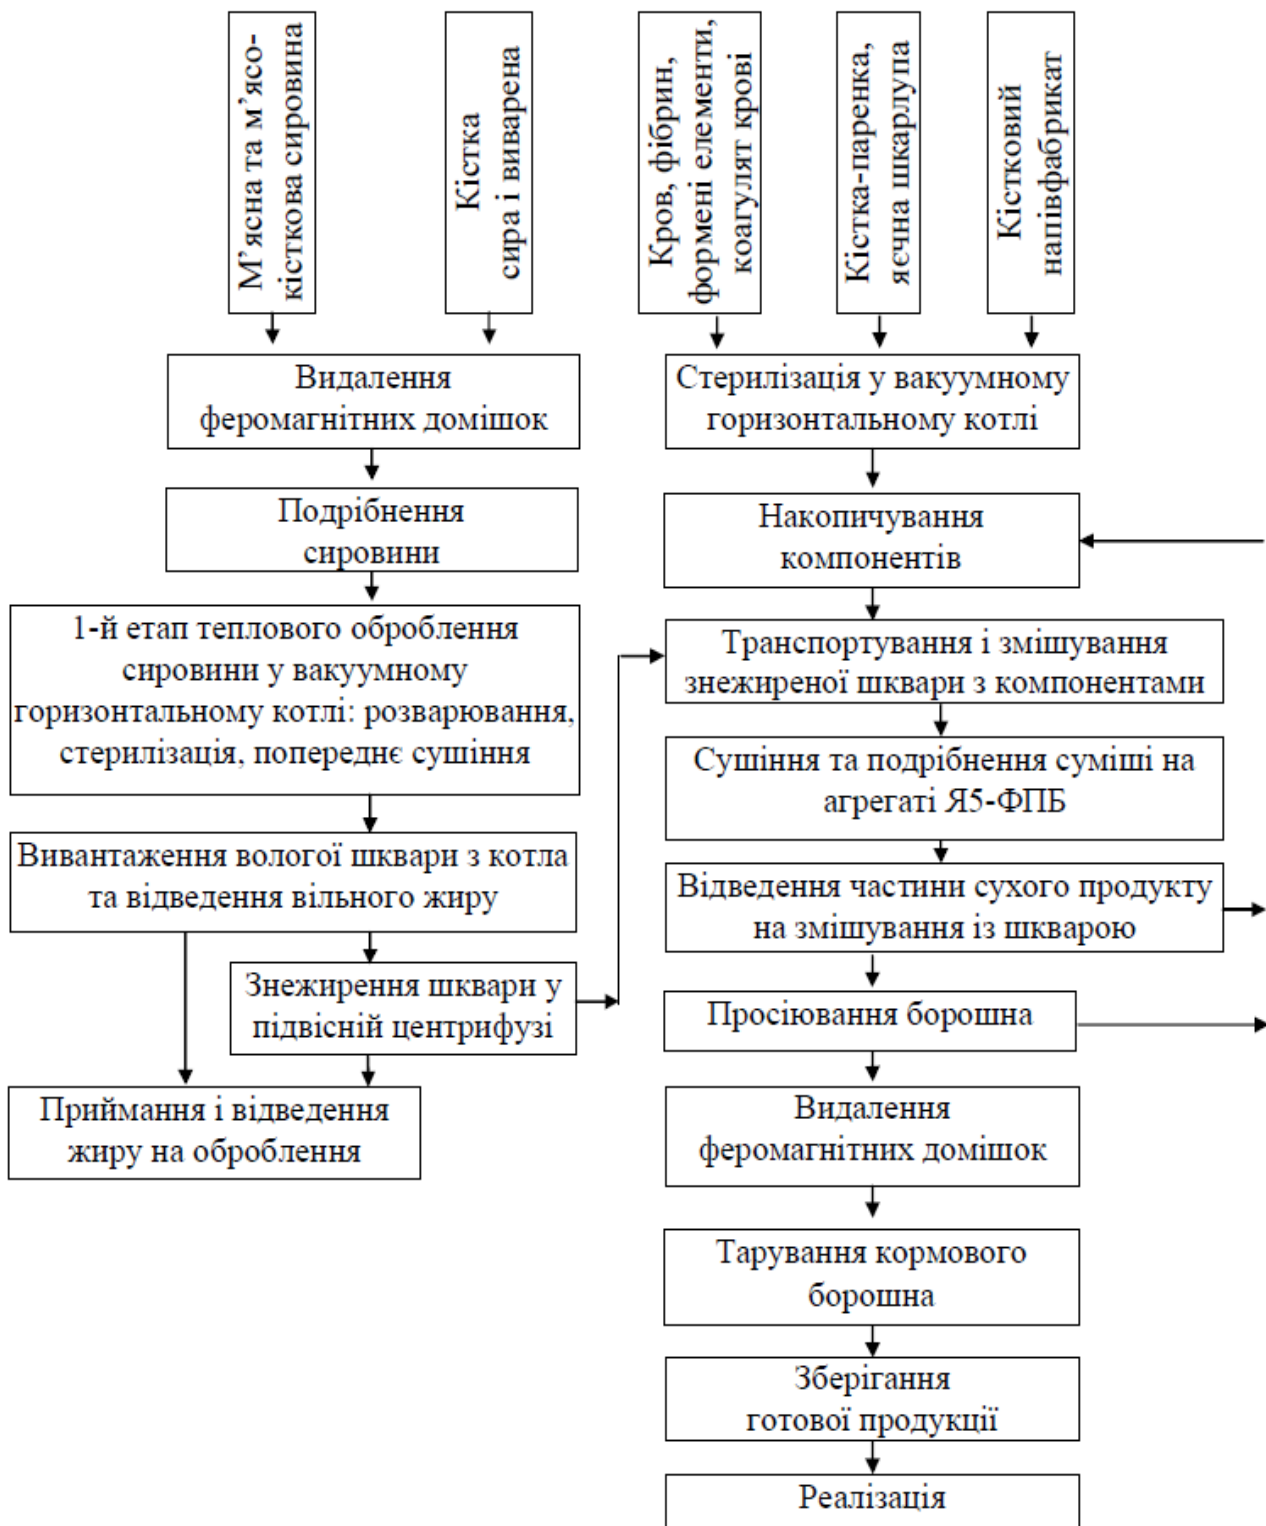 М’ясна та м’ясо-
кісткова сировина
Кістка
сира і виварена
Кров, фібрин,
формені елементи,
коагулят крові
Кістка-паренка,
яєчна шкарлупа
Кістковий
напівфабрикат
Видалення
феромагнітних домішок
Подрібнення
сировини
1-й етап теплового оброблення
сировини у вакуумному
горизонтальному котлі: розварювання,
стерилізація, попереднє сушіння
Вивантаження вологої шквари з котла
та відведення вільного жиру
Знежирення шквари у
підвісній центрифузі
Приймання і відведення
жиру на оброблення
Стерилізація у вакуумному
горизонтальному котлі
Накопичування
компонентів
Транспортування і змішування
знежиреної шквари з компонентами
Сушіння та подрібнення суміші на
агрегаті Я5-ФПБ
Відведення частини сухого продукту
на змішування із шкварою
Просіювання борошна
Видалення
феромагнітних домішок
Тарування кормового
борошна
Зберігання
готової продукції
Реалізація